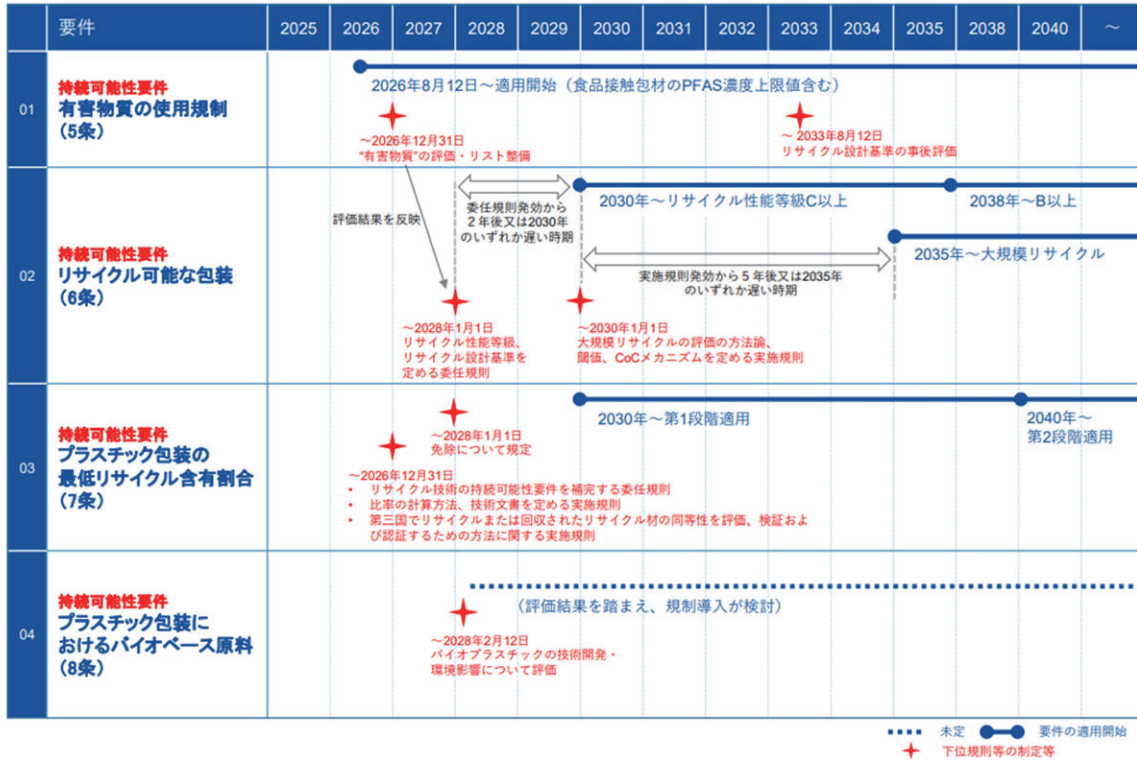 要件
2025
2026
2027
2028
2029
2030
2031
2032
2033
2034
2035
2038
2040
～
01
持続可能性要件
有害物質の使用規制
(5条)
2026年8月12日～適用開始（食品接触包材のPFAS濃度上限値含む）
～2026年12月31日
"有害物質"の評価・リスト整備
～ 2033年8月12日
リサイクル設計基準の事後評価
02
持続可能性要件
リサイクル可能な包装
(6条)
評価結果を反映
委任規則発効から
２年後又は2030年
のいずれか遅い時期
2030年～リサイクル性能等級C以上
2038年～B以上
2035年～大規模リサイクル
実施規則発効から５年後又は2035年
のいずれか遅い時期
～2028年1月1日
リサイクル性能等級、
リサイクル設計基準を
定める委任規則
～2030年1月1日
大規模リサイクルの評価の方法論、
閾値、CoCメカニズムを定める実施規則
03
持続可能性要件
プラスチック包装の
最低リサイクル含有割合
(7条)
2030年～第1段階適用
2040年～
第2段階適用
～2028年1月1日
免除について規定
～2026年12月31日
• リサイクル技術の持続可能性要件を補完する委任規則
• 比率の計算方法、技術文書を定める実施規則
• 第三国でリサイクルまたは回収されたリサイクル材の同等性を評価、検証およ
び認証するための方法に関する実施規則
04
持続可能性要件
プラスチック包装に
おけるバイオベース原料
(8条)
（評価結果を踏まえ、規制導入が検討）
～2028年2月12日
バイオプラスチックの技術開発・
環境影響について評価
未定
要件の適用開始
下位規則等の制定等